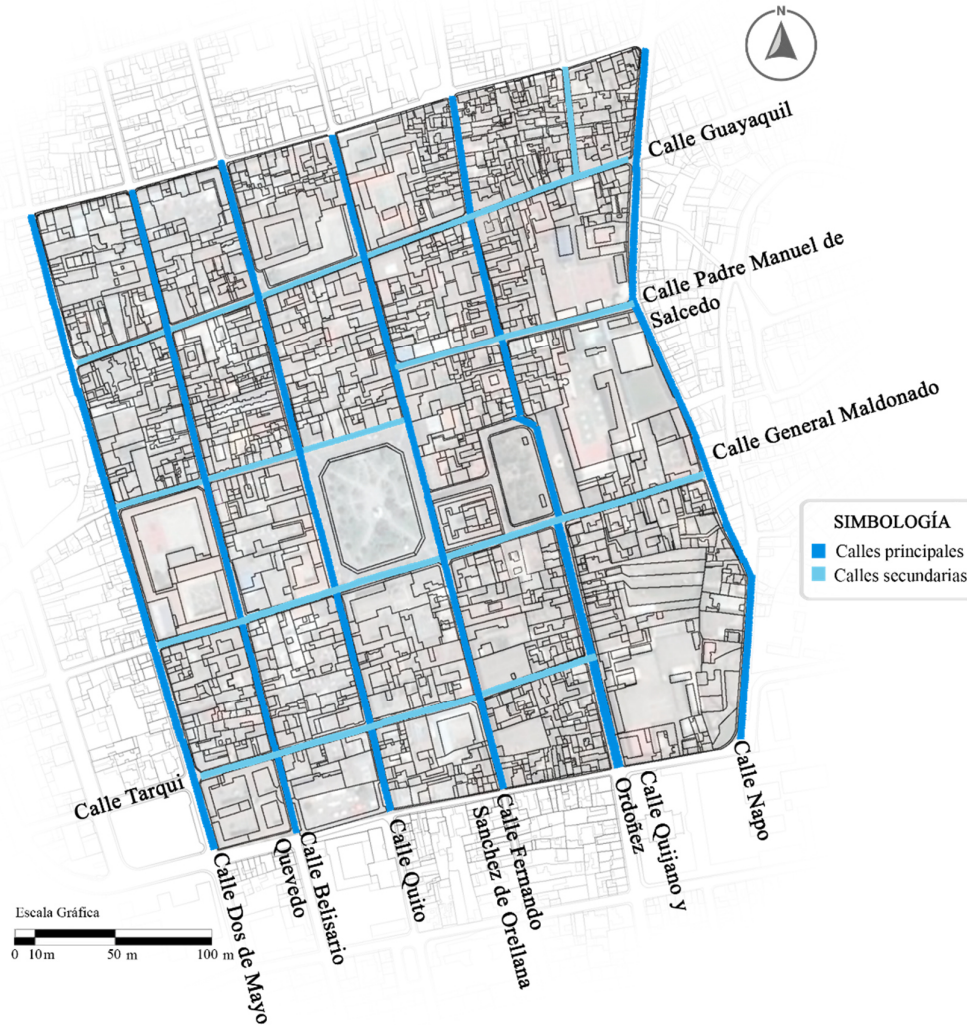 N
Calle Guayaquil
Calle Padre Manuel de
Salcedo
Calle General Maldonado
SIMBOLOGÍA
Calles principales
Calles secundarias
Calle Tarqui
Calle Dos de Mayo
Calle Belisario
Quevedo
Calle Quito
Calle Fernando
Sanchez de Orellana
Calle Quijano y
Ordoñez
Calle Napo
Escala Gráfica
0 10m 50 m 100 m